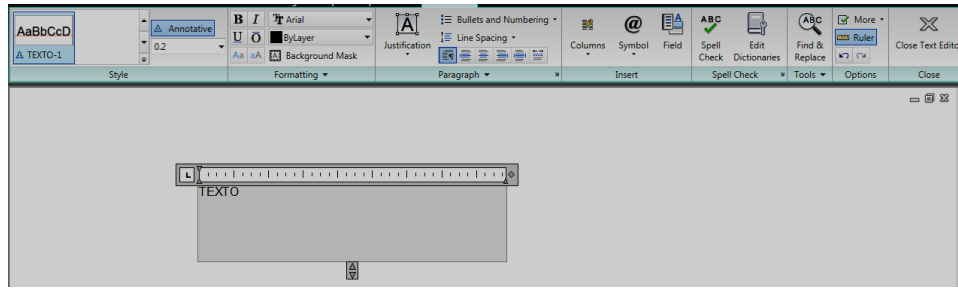 AaBbCcD
TEXTO-1
Annotative
0.2
Style
B I Arial
U O ByLayer
Aa aA Background Mask
Formatting
A
Justification
Bullets and Numbering
Line Spacing
Paragraph
Columns
@
Symbol
Field
Insert
ABC
Spell
Check
Edit
Dictionaries
Spell Check
ABC
Find &
Replace
Tools
More
Ruler
Options
Close Text Edito
Close
L
TEXTO